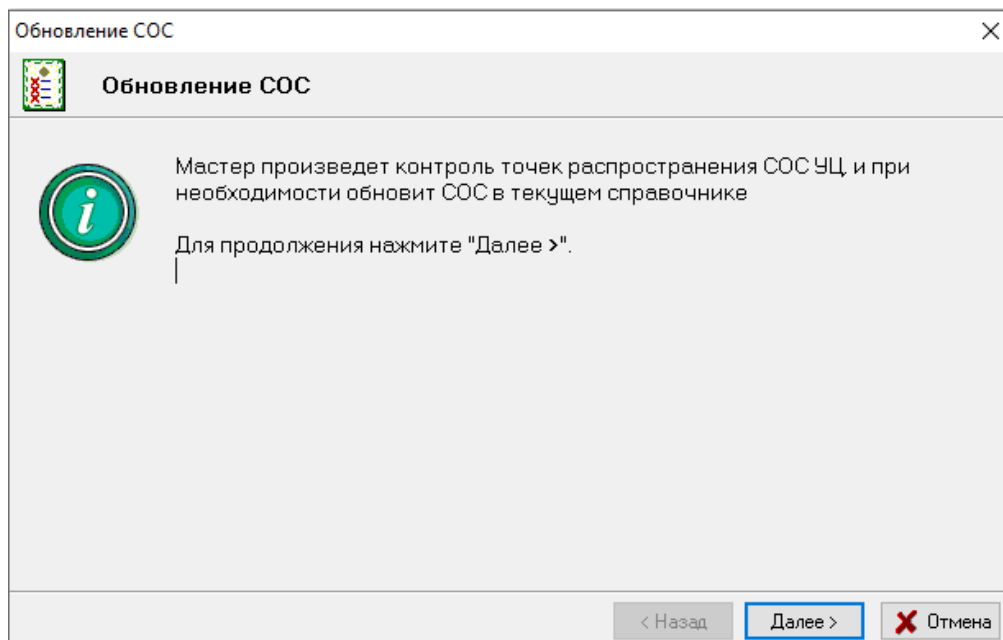 Обновление СОС
Обновление СОС
Мастер произведет контроль точек распространения СОС УЦ, и при
необходимости обновит СОС в текущем справочнике
Для продолжения нажмите "Далее >".
< Назад
Далее >
Отмена